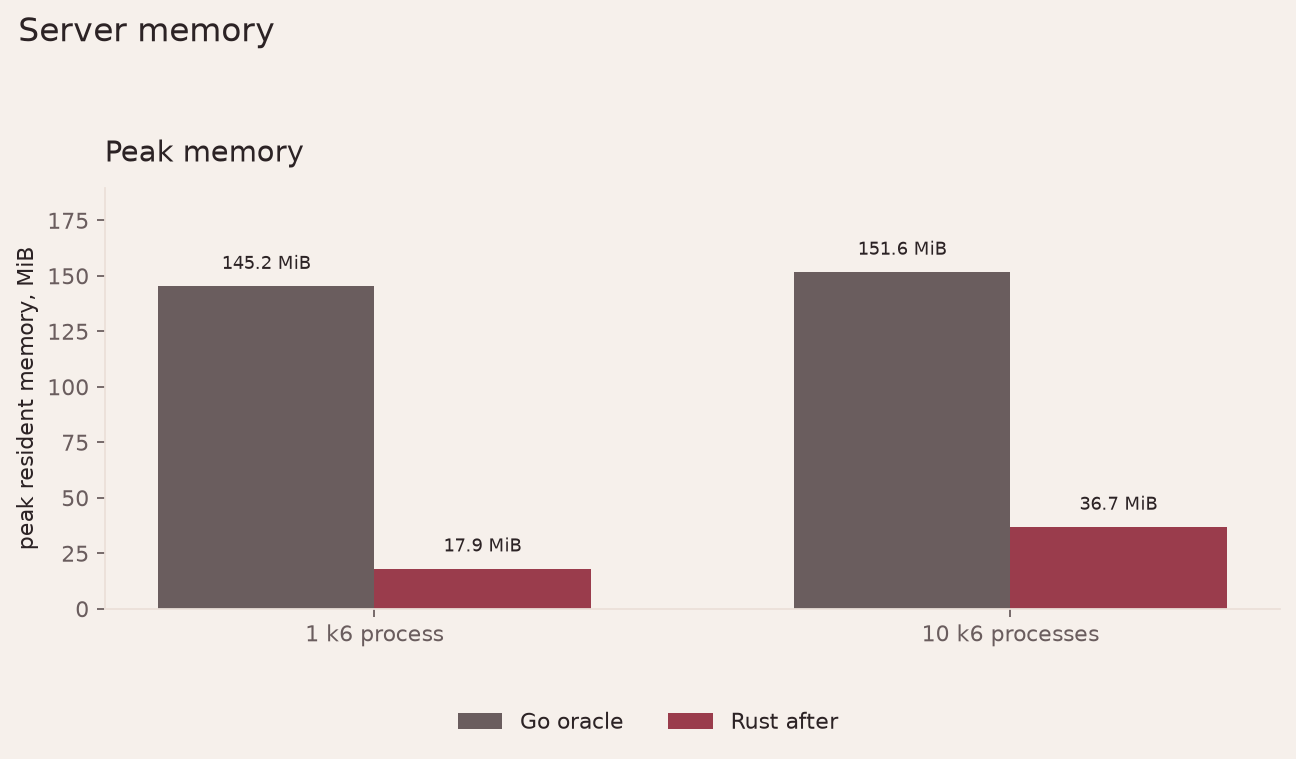 Server memory
Peak memory
peak resident memory, MiB
175
150
125
100
75
50
25
0
145.2 MiB
17.9 MiB
151.6 MiB
36.7 MiB
1 k6 process
10 k6 processes
Go oracle
Rust after